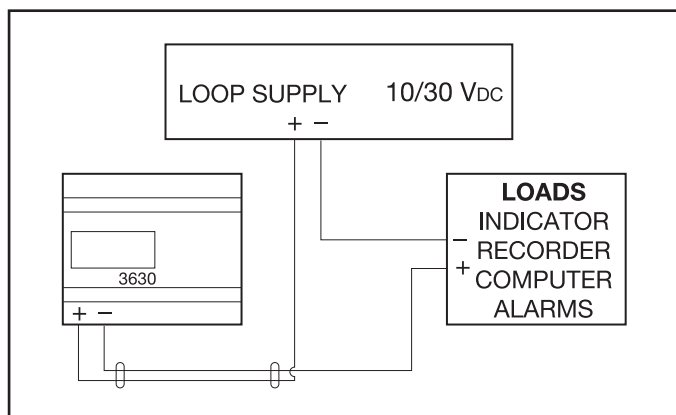 LOOP SUPPLY 10/30 VDC
+ −
3630
+ −
LOADS
INDICATOR
− RECORDER
+ COMPUTER
ALARMS